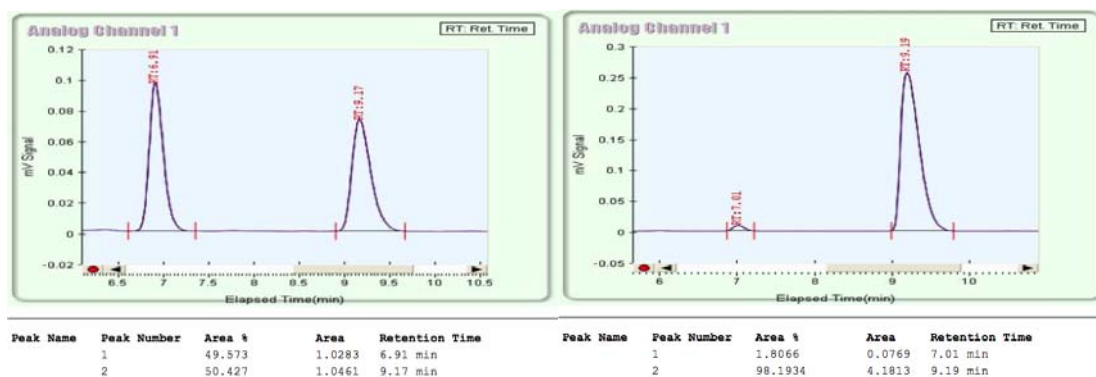 Analog Channel 1
RT: Ret. Time
0.12
0.1
0.08
0.06
0.04
0.02
0
-0.02
mV Signal
RT:6.91
RT:9.17
6.5 7 7.5 8 8.5 9 9.5 10 10.5
Elapsed Time(min)
Peak Name Peak Number Area % Area Retention Time
1 49.573 1.0283 6.91 min
2 50.427 1.0461 9.17 min
Analog Channel 1
RT: Ret. Time
0.3
0.25
0.2
0.15
0.1
0.05
0
-0.05
mV Signal
RT:7.01
RT:9.19
6 7 8 9 10
Elapsed Time(min)
Peak Name Peak Number Area % Area Retention Time
1 1.8066 0.0769 7.01 min
2 98.1934 4.1813 9.19 min